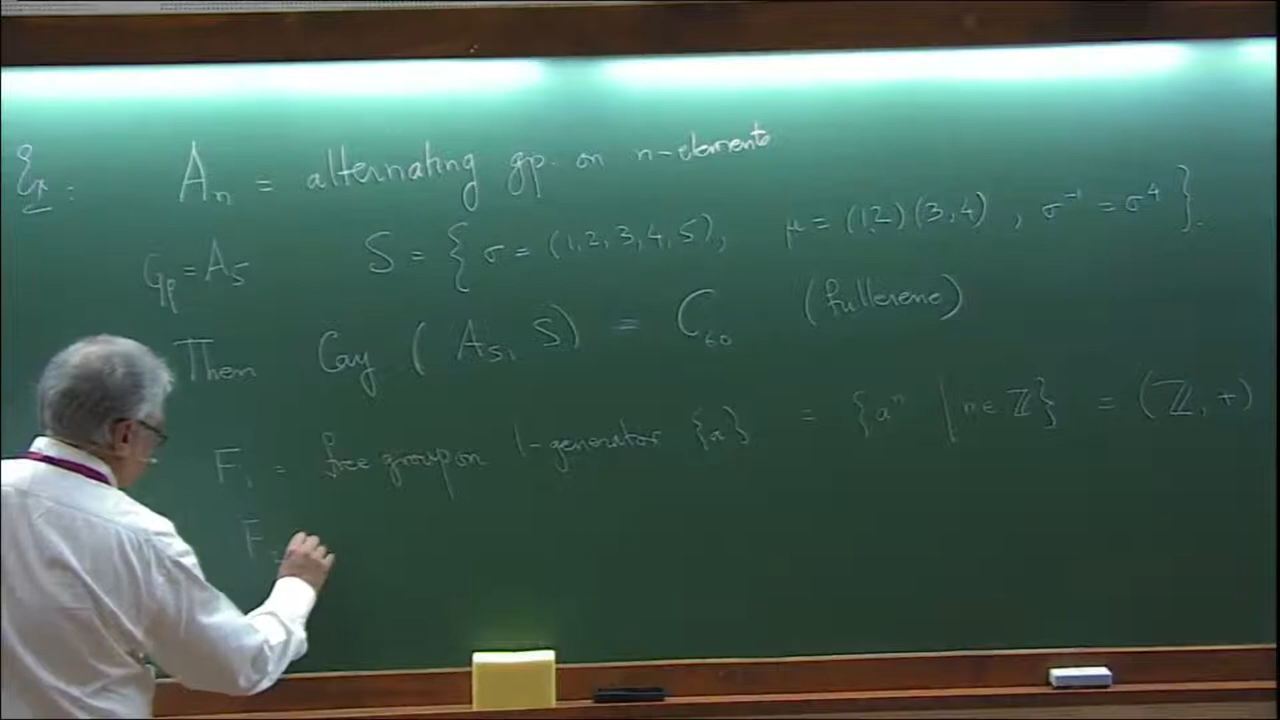 Ex: A_n = alternating gp. on n-elements
Gp = A_5 S = { σ = (1,2,3,4,5), μ = (1,2)(3,4), σ^{-1} = σ^4 }.
Then Cay ( A_5, S ) = C_60 (fullerene)
F_1 = free group on 1-generator {a} = { a^n | n ∈ ℤ } = (ℤ, +)
F_2